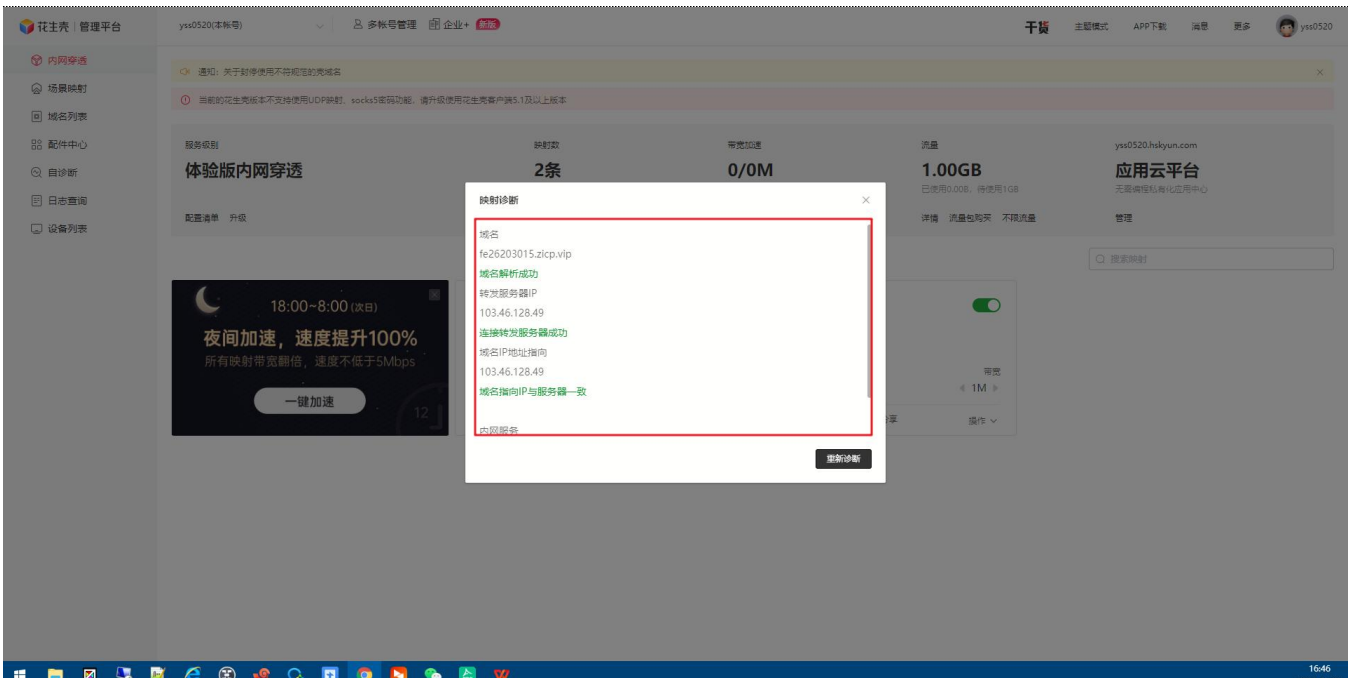 花生壳 管理平台
yss0520(本帐号)
多帐号管理 企业+ 新版
干货 主题模式 APP下载 消息 更多 yss0520
内网穿透
场景映射
域名列表
配件中心
自诊断
日志查询
设备列表
通知: 关于封停使用不符规范的壳域名
当前的花生壳版本不支持使用UDP映射、socks5密码功能，请升级使用花生壳客户端5.1及以上版本
服务级别
体验版内网穿透
配置清单 升级
映射数
2条
带宽加速
0/0M
流量
1.00GB
已使用0.00B，待使用1GB
详情 流量包购买 不限流量
yss0520.hskyun.com
应用云平台
无需编程私有化应用中心
管理
搜索映射
18:00~8:00 (次日)
夜间加速，速度提升100%
所有映射带宽翻倍，速度不低于5Mbps
一键加速
12
映射诊断
域名
fe26203015.zicp.vip
域名解析成功
转发服务器IP
103.46.128.49
连接转发服务器成功
域名IP地址指向
103.46.128.49
域名指向IP与服务器一致
内网服务
重新诊断
带宽
1M
享 操作
16:46